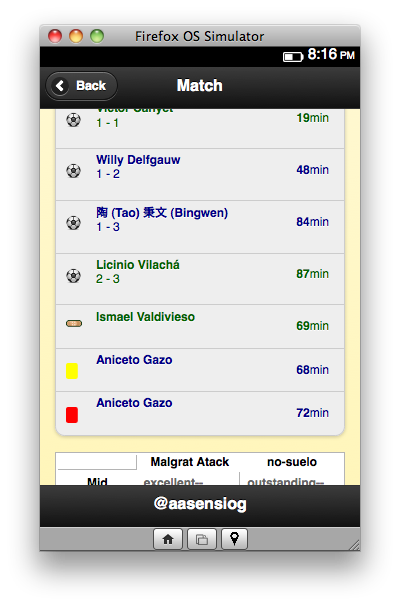 Firefox OS Simulator
8:16 PM
Back
Match
Victor Canyet
19min
1 - 1
Willy Delfgauw
48min
1 - 2
陶 (Tao) 秉文 (Bingwen)
84min
1 - 3
Licinio Vilachá
87min
2 - 3
Ismael Valdivieso
69min
Aniceto Gazo
68min
Aniceto Gazo
72min
Malgrat Atack no-suelo
Mid excellent-- outstanding--
@aasensiog